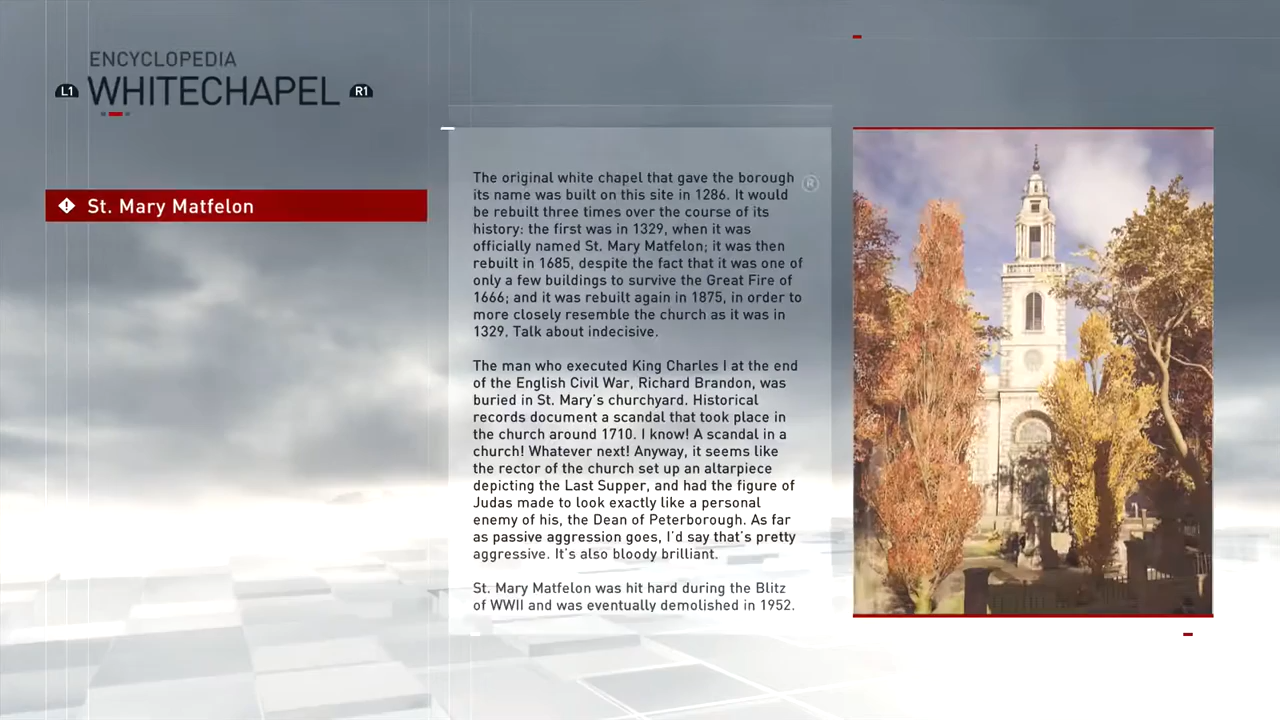 ENCYCLOPEDIA
L1 WHITECHAPEL R1
St. Mary Matfelon
The original white chapel that gave the borough
its name was built on this site in 1286. It would
be rebuilt three times over the course of its
history: the first was in 1329, when it was
officially named St. Mary Matfelon; it was then
rebuilt in 1685, despite the fact that it was one of
only a few buildings to survive the Great Fire of
1666; and it was rebuilt again in 1875, in order to
more closely resemble the church as it was in
1329. Talk about indecisive.
The man who executed King Charles I at the end
of the English Civil War, Richard Brandon, was
buried in St. Mary's churchyard. Historical
records document a scandal that took place in
the church around 1710. I know! A scandal in a
church! Whatever next! Anyway, it seems like
the rector of the church set up an altarpiece
depicting the Last Supper, and had the figure of
Judas made to look exactly like a personal
enemy of his, the Dean of Peterborough. As far
as passive aggression goes, I'd say that's pretty
aggressive. It's also bloody brilliant.
St. Mary Matfelon was hit hard during the Blitz
of WWII and was eventually demolished in 1952.
R